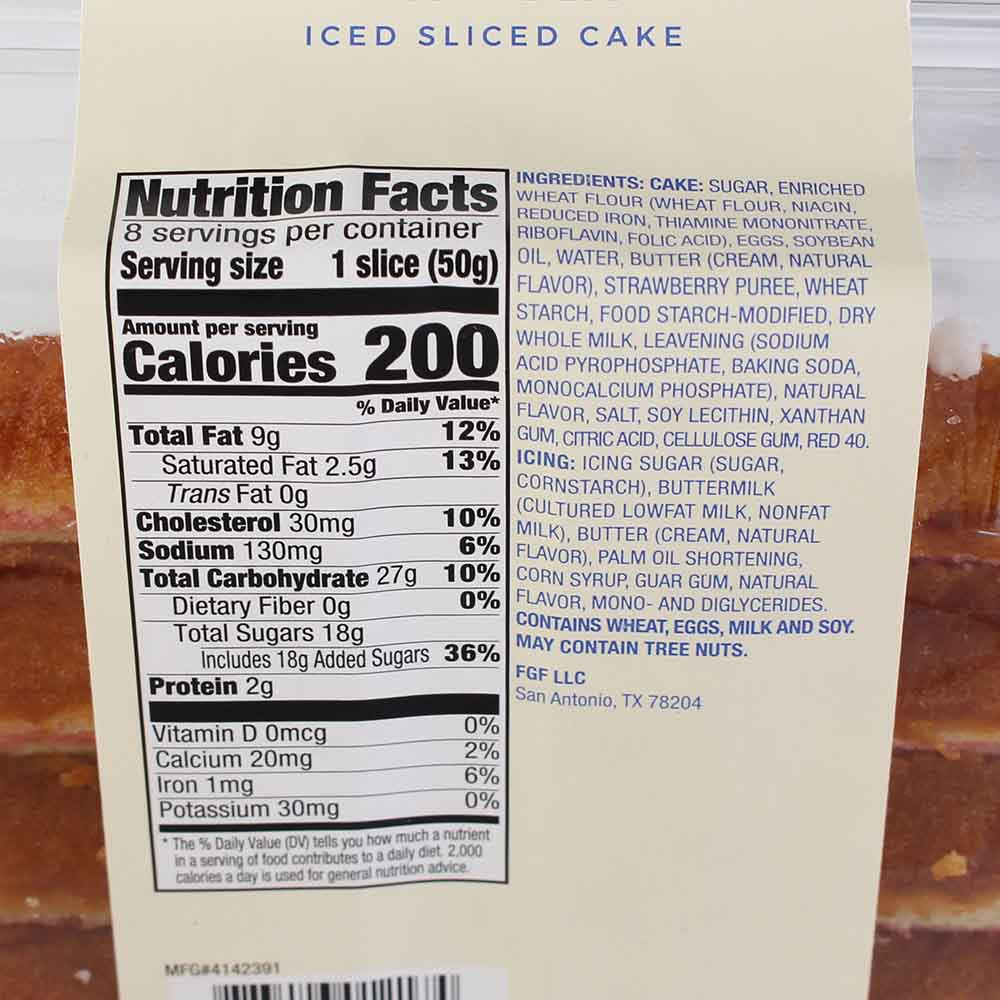 ICED SLICED CAKE
Nutrition Facts
8 servings per container
Serving size 1 slice (50g)
Amount per serving
Calories 200
% Daily Value*
Total Fat 9g 12%
Saturated Fat 2.5g 13%
Trans Fat 0g
Cholesterol 30mg 10%
Sodium 130mg 6%
Total Carbohydrate 27g 10%
Dietary Fiber 0g 0%
Total Sugars 18g
Includes 18g Added Sugars 36%
Protein 2g
Vitamin D 0mcg 0%
Calcium 20mg 2%
Iron 1mg 6%
Potassium 30mg 0%
* The % Daily Value (DV) tells you how much a nutrient
in a serving of food contributes to a daily diet. 2,000
calories a day is used for general nutrition advice.
INGREDIENTS: CAKE: SUGAR, ENRICHED
WHEAT FLOUR (WHEAT FLOUR, NIACIN,
REDUCED IRON, THIAMINE MONONITRATE,
RIBOFLAVIN, FOLIC ACID), EGGS, SOYBEAN
OIL, WATER, BUTTER (CREAM, NATURAL
FLAVOR), STRAWBERRY PUREE, WHEAT
STARCH, FOOD STARCH-MODIFIED, DRY
WHOLE MILK, LEAVENING (SODIUM
ACID PYROPHOSPHATE, BAKING SODA,
MONOCALCIUM PHOSPHATE), NATURAL
FLAVOR, SALT, SOY LECITHIN, XANTHAN
GUM, CITRIC ACID, CELLULOSE GUM, RED 40.
ICING: ICING SUGAR (SUGAR,
CORNSTARCH), BUTTERMILK
(CULTURED LOWFAT MILK, NONFAT
MILK), BUTTER (CREAM, NATURAL
FLAVOR), PALM OIL SHORTENING,
CORN SYRUP, GUAR GUM, NATURAL
FLAVOR, MONO- AND DIGLYCERIDES.
CONTAINS WHEAT, EGGS, MILK AND SOY.
MAY CONTAIN TREE NUTS.
FGF LLC
San Antonio, TX 78204
MFG#4142391